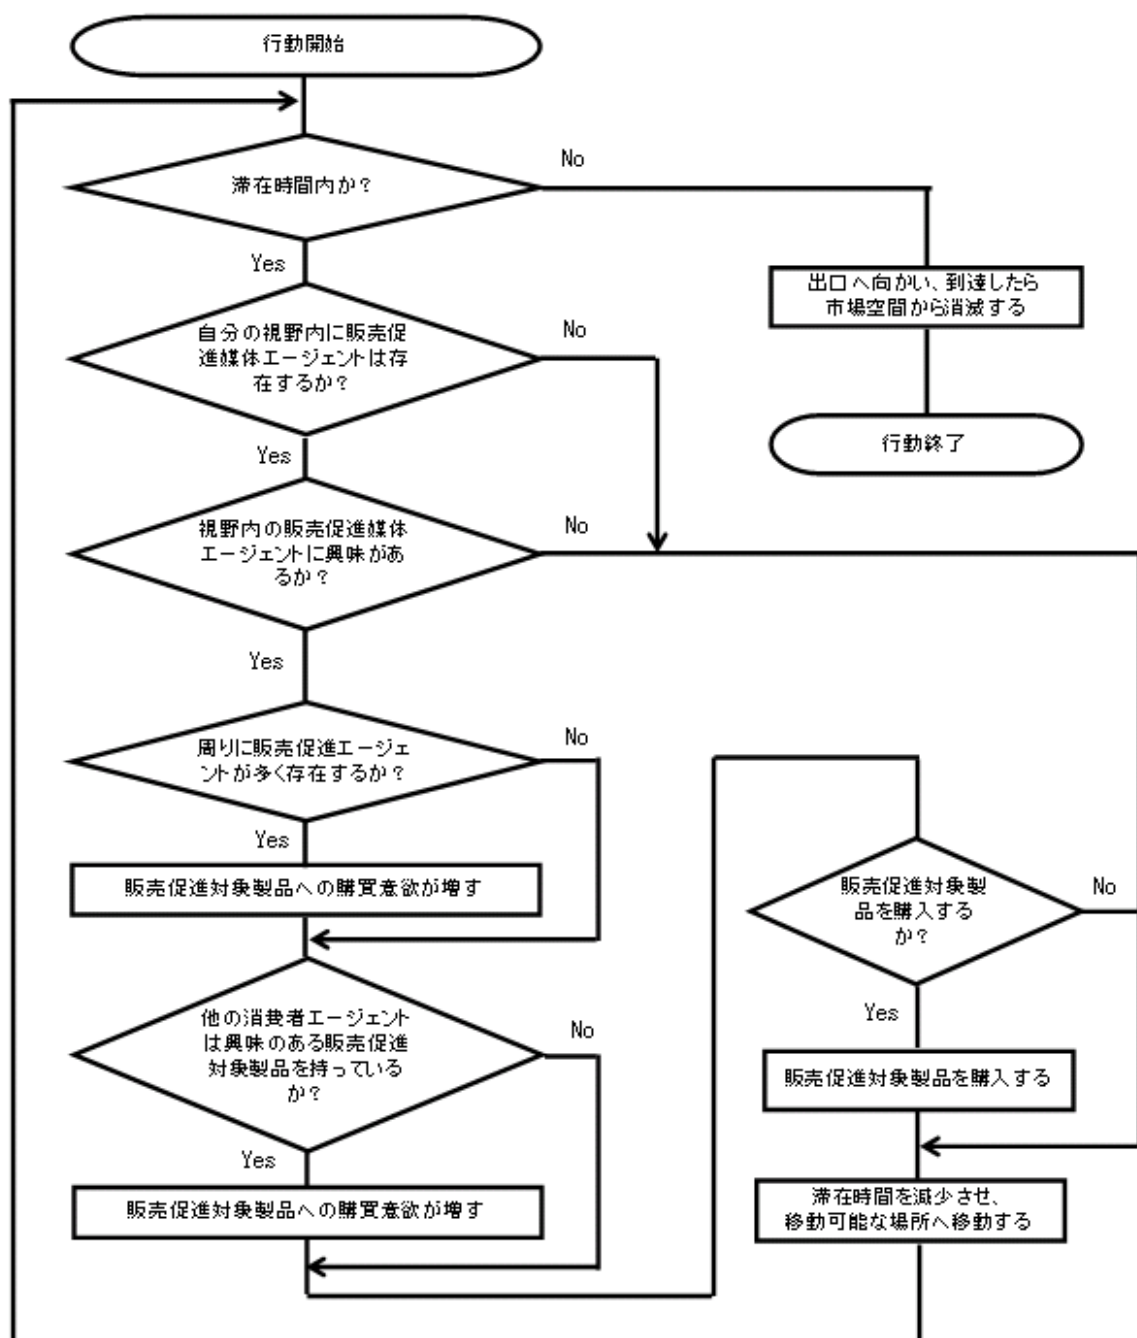 行動開始
滞在時間内か？
No
Yes
出口へ向かい、到達したら
市場空間から消滅する
自分の視野内に販売促
進媒体エージェントは存
在するか？
No
行動終了
Yes
視野内の販売促進媒体
エージェントに興味があ
るか？
No
Yes
周りに販売促進エージェ
ントが多く存在するか？
No
Yes
販売促進対象製品への購買意欲が増す
他の消費者エージェント
は興味のある販売促進
対象製品を持っている
か？
No
Yes
販売促進対象製品への購買意欲が増す
販売促進対象製
品を購入する
か？
No
Yes
販売促進対象製品を購入する
滞在時間を減少させ、
移動可能な場所へ移動する